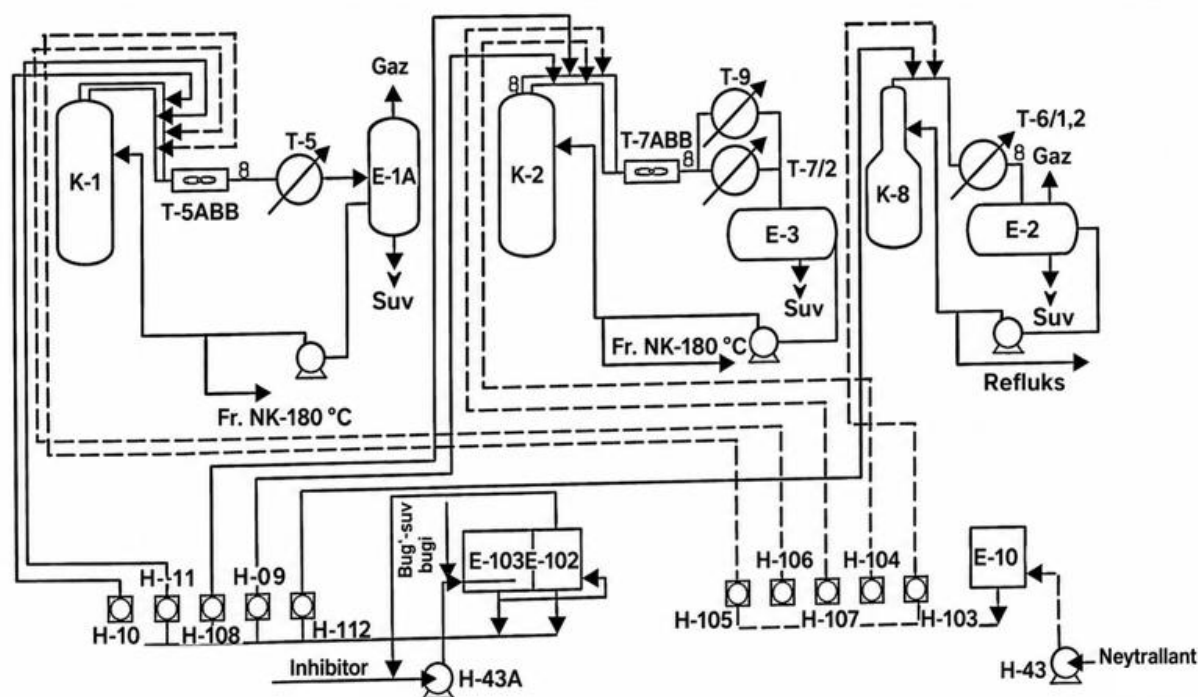 Gaz
K-1
T-5ABB
T-5
E-1A
Suv
Fr. NK-180 °C
K-2
T-7ABB
T-9
T-7/2
E-3
Suv
Fr. NK-180 °C
K-8
T-6/1,2
Gaz
E-2
Suv
Refluks
Bug'-suv
bugi
E-103
E-102
H-11
H-09
H-10
H-108
H-112
Inhibitor
H-43A
H-106
H-104
H-105
H-107
H-103
E-10
H-43
Neytrallant